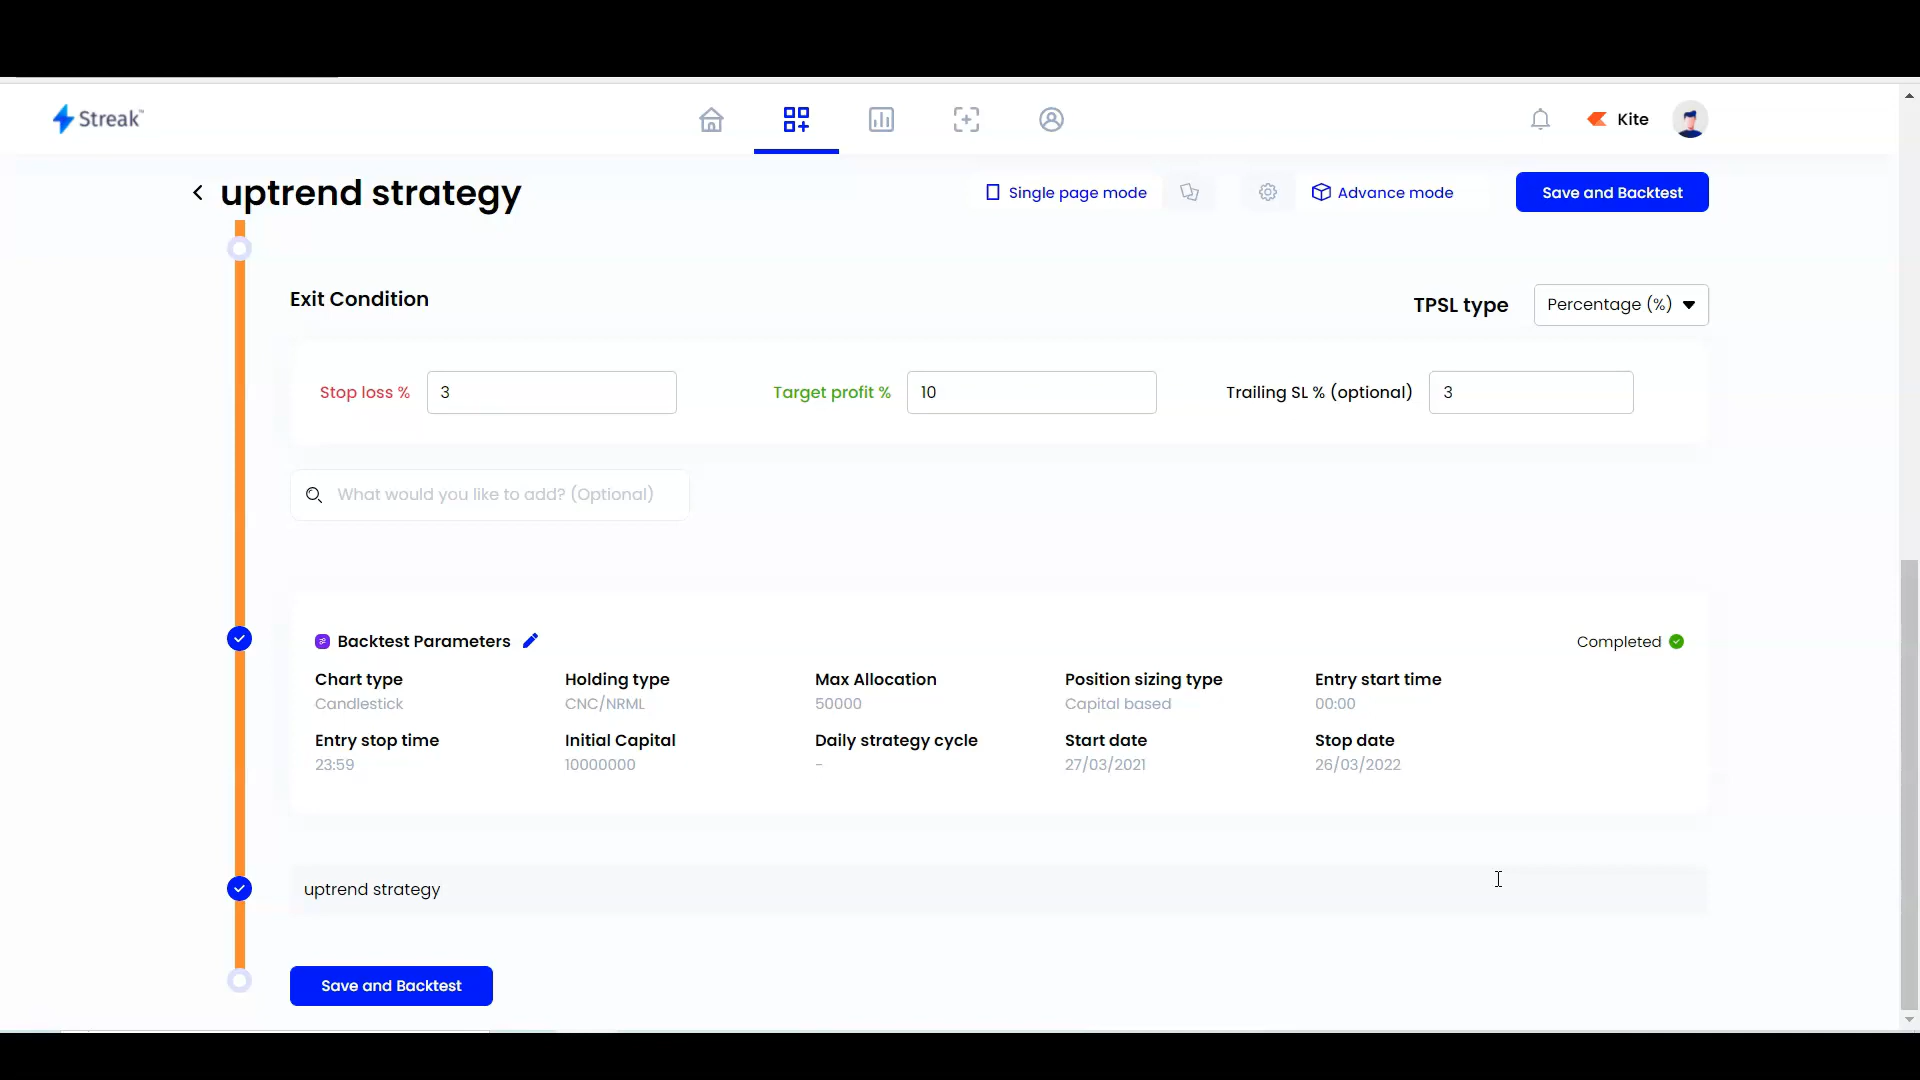 Streak™
Kite
uptrend strategy
Single page mode
Advance mode
Save and Backtest
Exit Condition
TPSL type
Percentage (%)
Stop loss %
3
Target profit %
10
Trailing SL % (optional)
3
What would you like to add? (Optional)
Backtest Parameters
Completed
Chart type
Holding type
Max Allocation
Position sizing type
Entry start time
Candlestick
CNC/NRML
50000
Capital based
00:00
Entry stop time
Initial Capital
Daily strategy cycle
Start date
Stop date
23:59
10000000
-
27/03/2021
26/03/2022
uptrend strategy
Save and Backtest